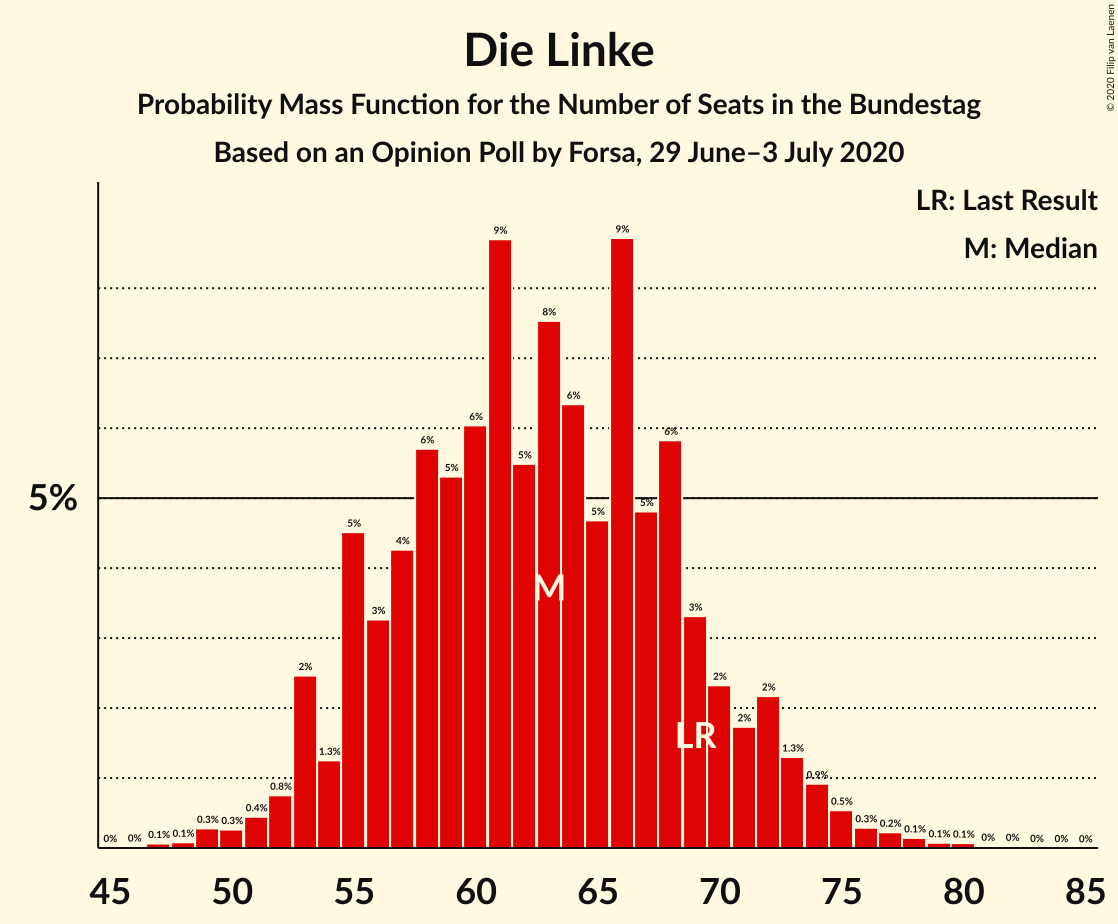 © 2020 Filip van Laenen
Die Linke
Probability Mass Function for the Number of Seats in the Bundestag
Based on an Opinion Poll by Forsa, 29 June–3 July 2020
LR: Last Result
M: Median
5%
0% 0% 0.1% 0.1% 0.3% 0.3% 0.4% 0.8% 2% 1.3% 5% 3% 4% 6% 5% 6% 9% 5% 8% 6% 5% 9% 5% 6% 3% 2% 2% 2% 1.3% 0.9% 0.5% 0.3% 0.2% 0.1% 0.1% 0.1% 0% 0% 0% 0% 0%
M
LR
45 50 55 60 65 70 75 80 85